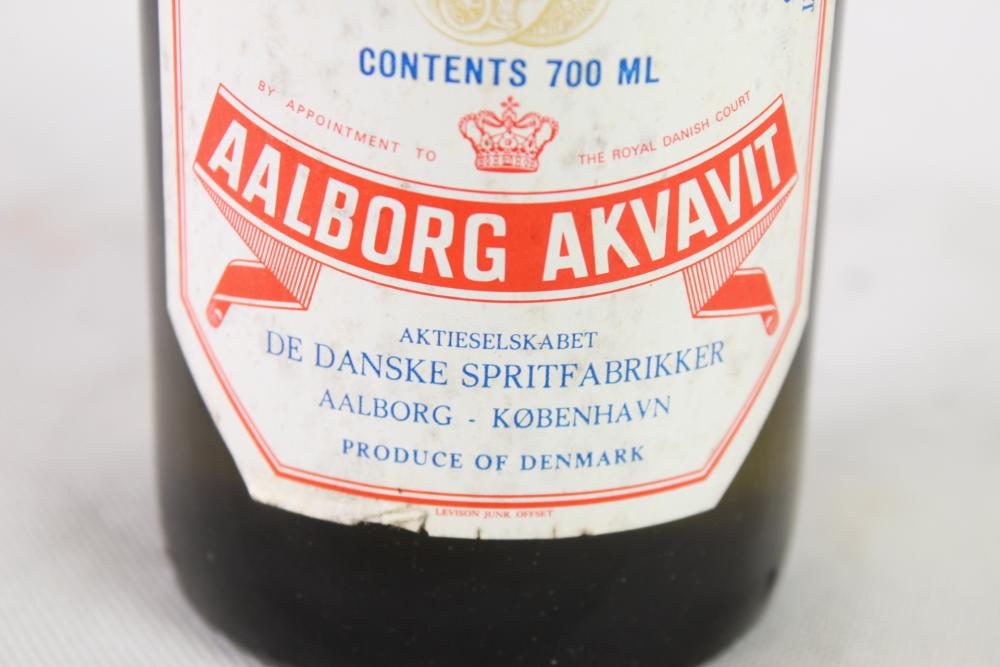 CONTENTS 700 ML
BY APPOINTMENT TO THE ROYAL DANISH COURT
AALBORG AKVAVIT
AKTIESELSKABET
DE DANSKE SPRITFABRIKKER
AALBORG - KØBENHAVN
PRODUCE OF DENMARK
LEVISON JUNR. OFFSET